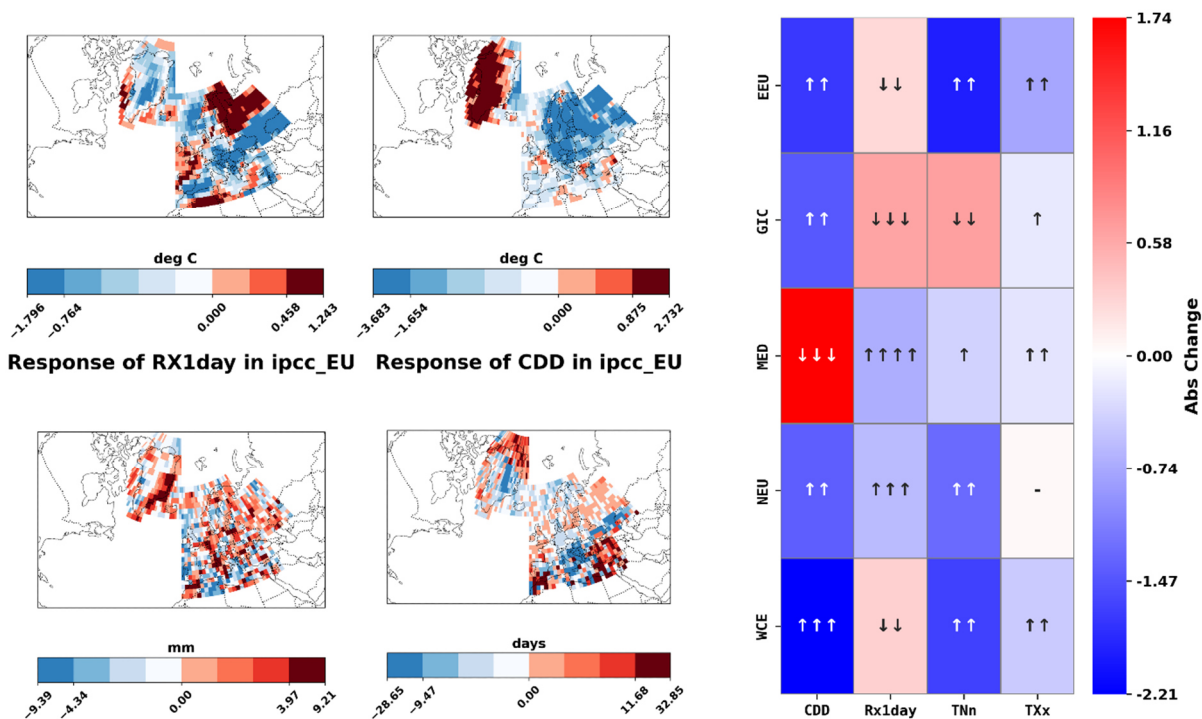 deg C
−1.796
−0.764
0.000
0.458
1.243
deg C
−3.683
−1.654
0.000
0.875
2.732
Response of RX1day in ipcc_EU
Response of CDD in ipcc_EU
mm
−9.39
−4.34
0.00
3.97
9.21
days
−28.65
−9.47
0.00
11.68
32.85
EEU ↑↑ ↓↓ ↑↑ ↑↑
GIC ↑↑ ↓↓↓ ↓↓ ↑
MED ↓↓↓ ↑↑↑↑ ↑ ↑↑
NEU ↑↑ ↑↑↑ ↑↑ -
WCE ↑↑↑ ↓↓ ↑↑ ↑↑
CDD Rx1day TNn TXx
1.74
1.16
0.58
0.00
-0.74
-1.47
-2.21
Abs Change